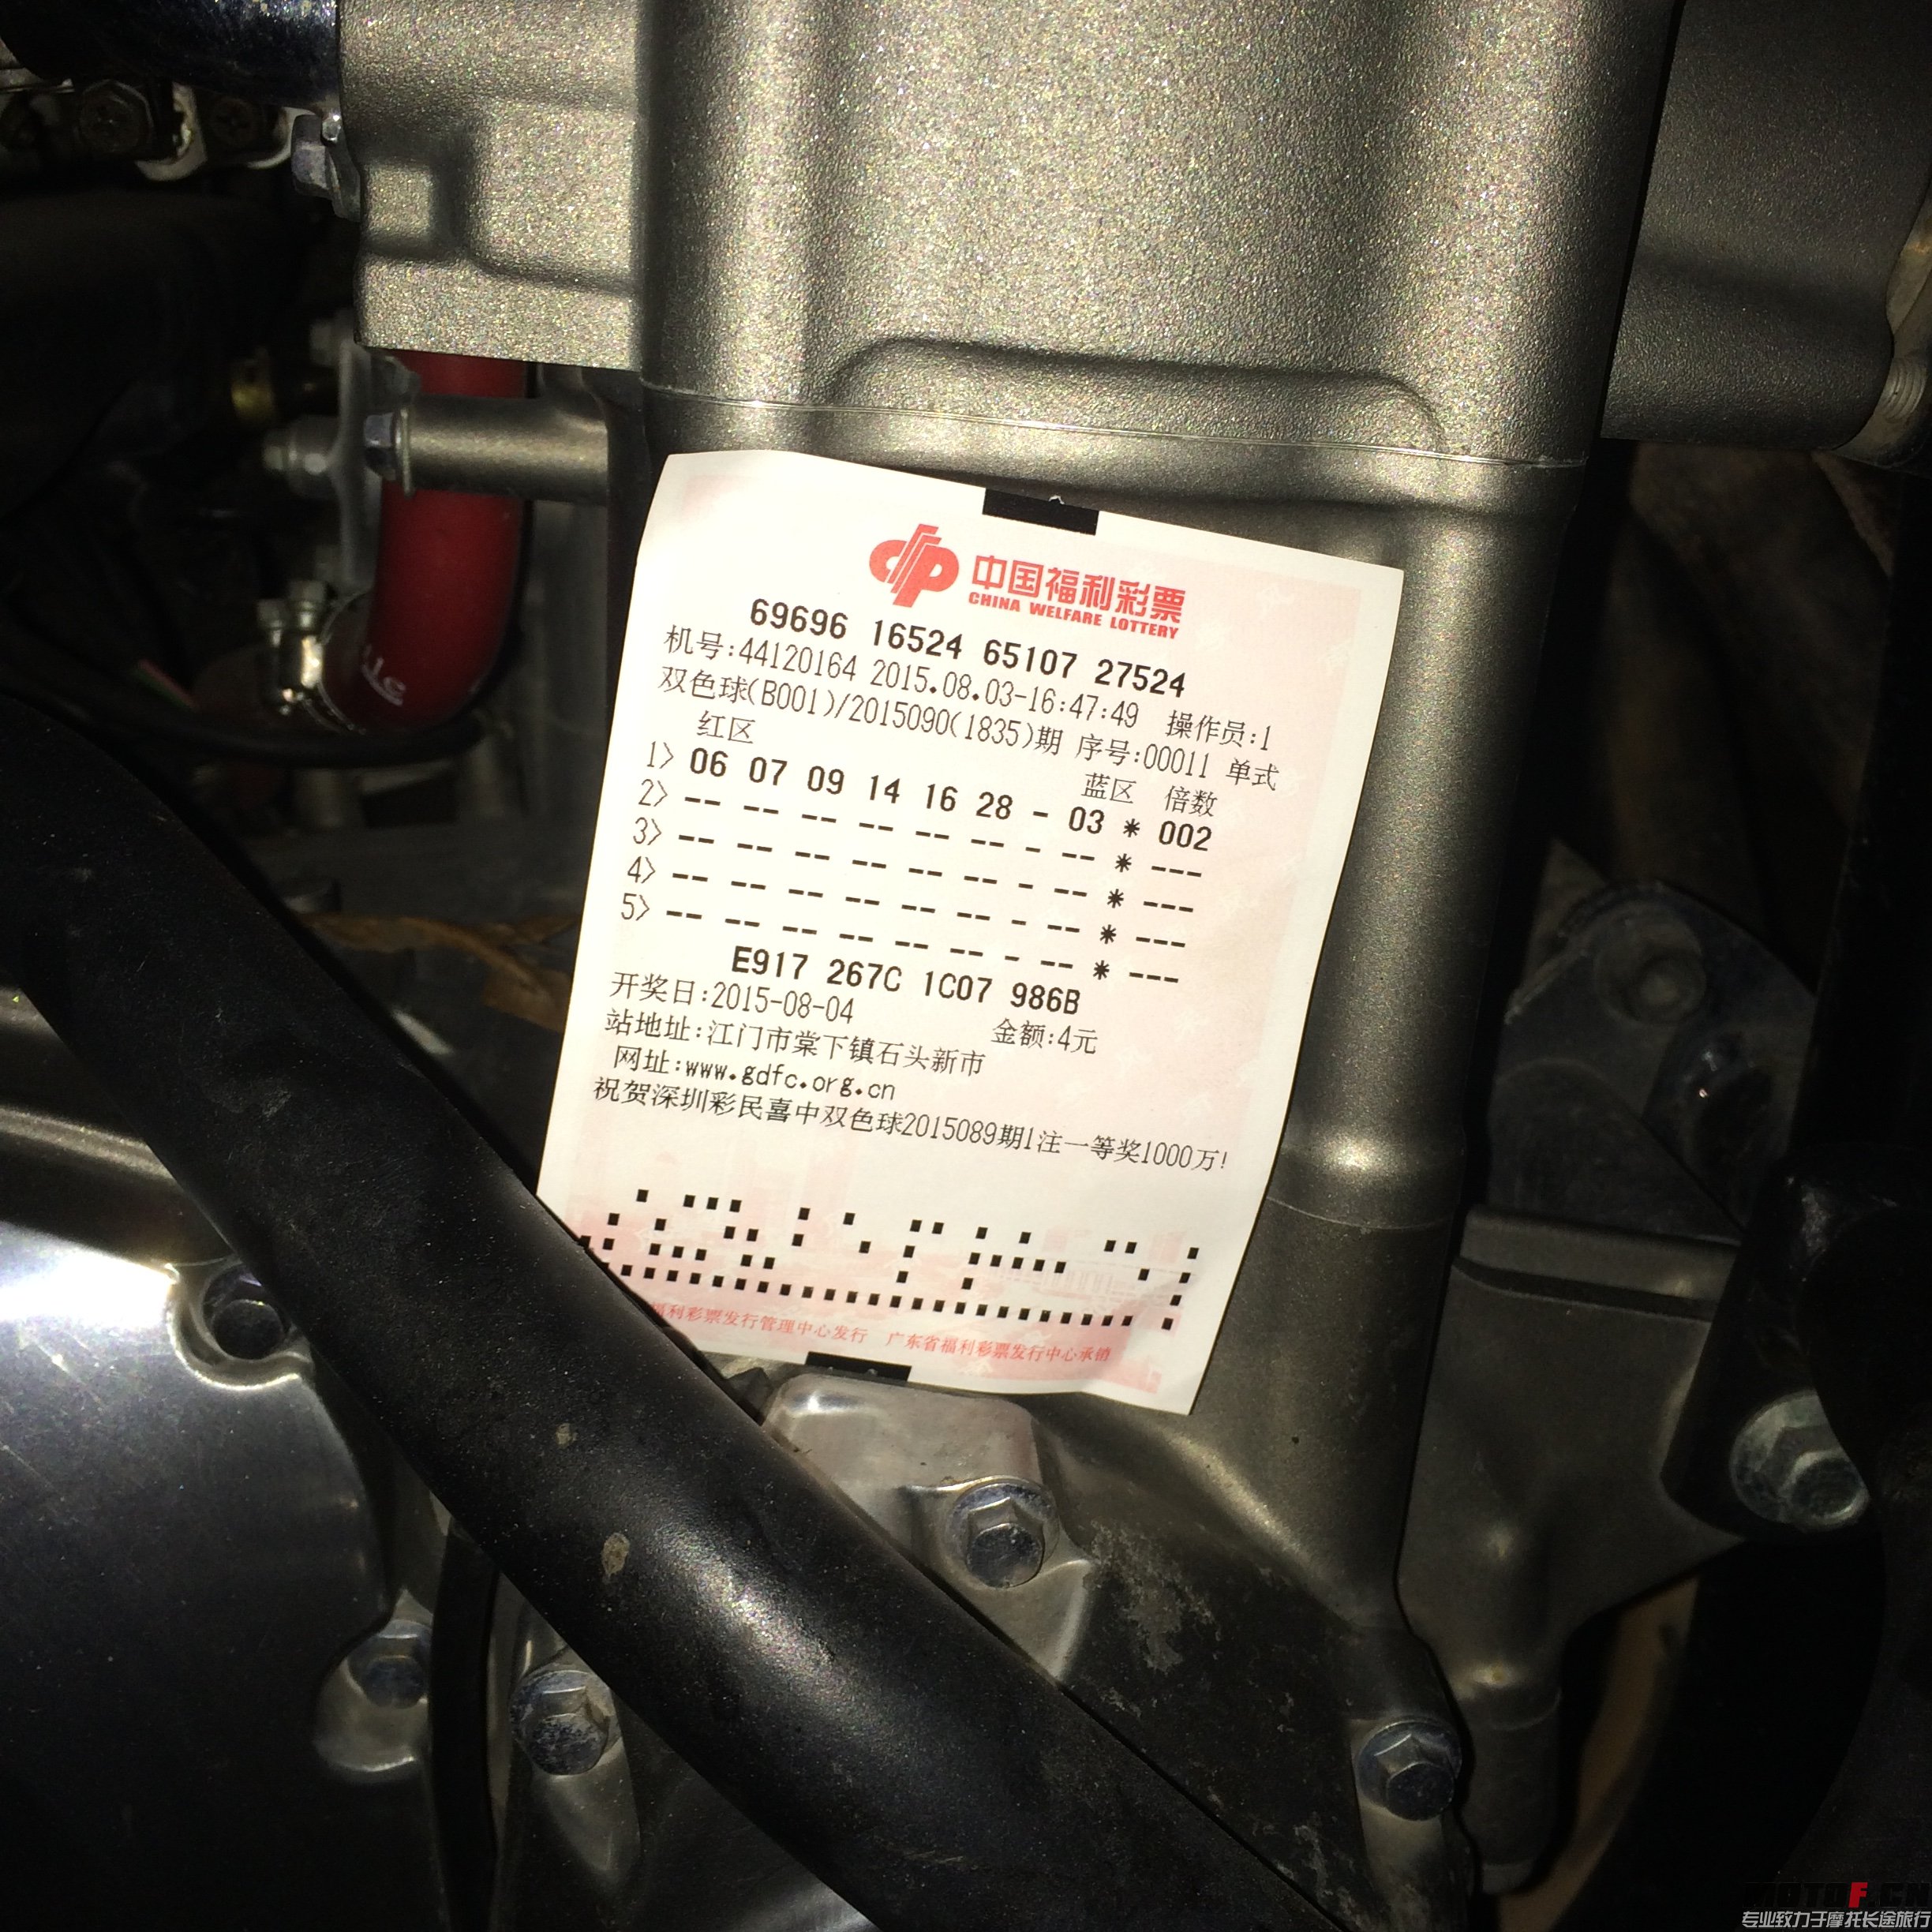 中国福利彩票
CHINA WELFARE LOTTERY
69696 16524 65107 27524
机号:44120164 2015.08.03-16:47:49 操作员:1
双色球(B001)/2015090(1835)期 序号:00011 单式
红区 蓝区 倍数
1> 06 07 09 14 16 28 - 03 * 002
2> -- -- -- -- -- -- - -- * ---
3> -- -- -- -- -- -- - -- * ---
4> -- -- -- -- -- -- - -- * ---
5> -- -- -- -- -- -- - -- * ---
E917 267C 1C07 986B
开奖日:2015-08-04 金额:4元
站地址:江门市棠下镇石头新市
网址:www.gdfc.org.cn
祝贺深圳彩民喜中双色球2015089期1注一等奖1000万!
福利彩票发行管理中心发行 广东省福利彩票发行中心承销
MOTOF.CN
专业致力于摩托长途旅行